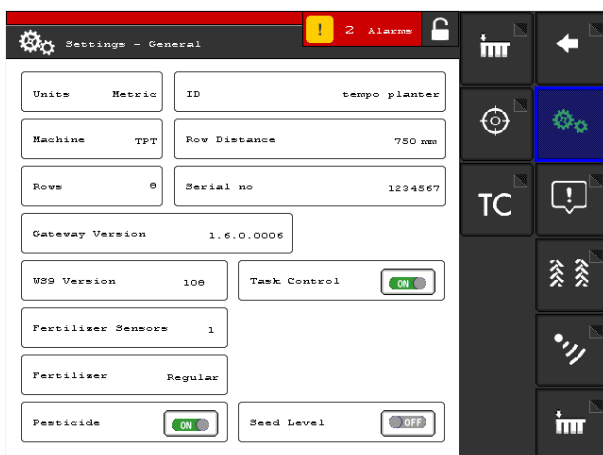 ! 2 Alarms
Settings - General
Units Metric
ID tempo planter
Machine TPT
Row Distance 750 mm
Rows 8
Serial no 1234567
Gateway Version 1.6.0.0006
WS9 Version 108
Task Control ON
Fertilizer Sensors 1
Fertilizer Regular
Pesticide ON
Seed Level OFF
TC
!